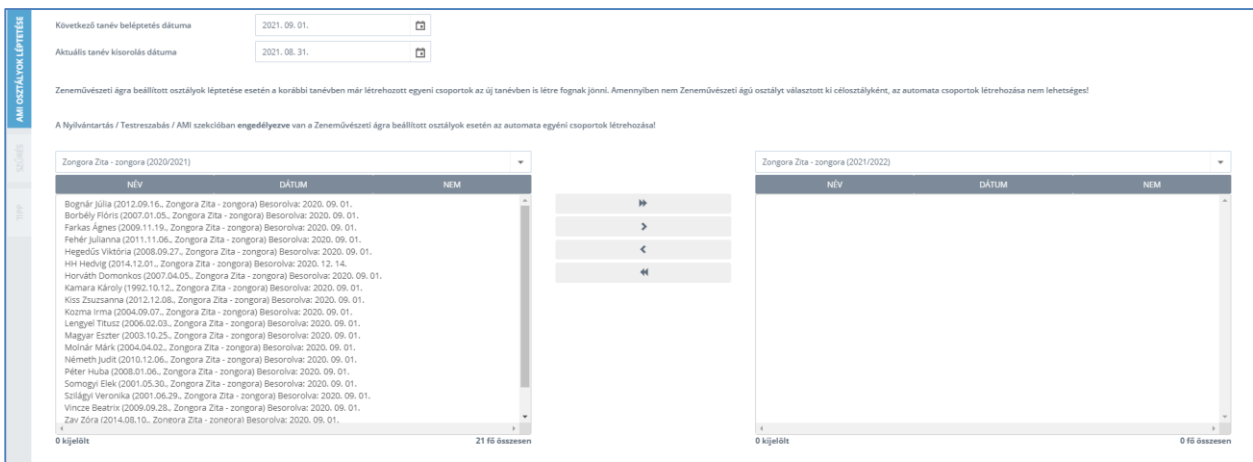 AMI OSZTÁLYOK LÉPTETÉSE
SZŰRÉS
TIPP
Következő tanév beléptetés dátuma
2021. 09. 01.
Aktuális tanév kisorolás dátuma
2021. 08. 31.
Zeneművészeti ágra beállított osztályok léptetése esetén a korábbi tanévben már létrehozott egyeni csoportok az új tanévben is létre fognak jönni. Amennyiben nem Zeneművészeti ágú osztályt választott ki célosztályként, az automata csoportok létrehozása nem lehetséges!
A Nyilvántartás / Testreszabás / AMI szekcióban engedélyezve van a Zeneművészeti ágra beállított osztályok esetén az automata egyéni csoportok létrehozása!
Zongora Zita - zongora (2020/2021)
NÉV DÁTUM NEM
Bognár Júlia (2012.09.16., Zongora Zita - zongora) Besorolva: 2020. 09. 01.
Borbély Flóris (2007.01.05., Zongora Zita - zongora) Besorolva: 2020. 09. 01.
Farkas Ágnes (2009.11.19., Zongora Zita - zongora) Besorolva: 2020. 09. 01.
Fehér Julianna (2011.11.06., Zongora Zita - zongora) Besorolva: 2020. 09. 01.
Hegedűs Viktória (2008.09.27., Zongora Zita - zongora) Besorolva: 2020. 09. 01.
HH Hedvig (2014.12.01., Zongora Zita - zongora) Besorolva: 2020. 12. 14.
Horváth Domonkos (2007.04.05., Zongora Zita - zongora) Besorolva: 2020. 09. 01.
Kamara Károly (1992.10.12., Zongora Zita - zongora) Besorolva: 2020. 09. 01.
Kiss Zsuzsanna (2012.12.08., Zongora Zita - zongora) Besorolva: 2020. 09. 01.
Kozma Irma (2004.09.07., Zongora Zita - zongora) Besorolva: 2020. 09. 01.
Lengyel Titusz (2006.02.03., Zongora Zita - zongora) Besorolva: 2020. 09. 01.
Magyar Eszter (2003.10.25., Zongora Zita - zongora) Besorolva: 2020. 09. 01.
Molnár Márk (2004.04.02., Zongora Zita - zongora) Besorolva: 2020. 09. 01.
Németh Judit (2010.12.06., Zongora Zita - zongora) Besorolva: 2020. 09. 01.
Péter Huba (2008.01.06., Zongora Zita - zongora) Besorolva: 2020. 09. 01.
Somogyi Elek (2001.05.30., Zongora Zita - zongora) Besorolva: 2020. 09. 01.
Szilágyi Veronika (2001.06.29., Zongora Zita - zongora) Besorolva: 2020. 09. 01.
Vincze Beatrix (2009.09.28., Zongora Zita - zongora) Besorolva: 2020. 09. 01.
Zay Zóra (2014.08.10., Zongora Zita - zongora) Besorolva: 2020. 09. 01.
0 kijelölt 21 fő összesen
Zongora Zita - zongora (2021/2022)
NÉV DÁTUM NEM
0 kijelölt 0 fő összesen